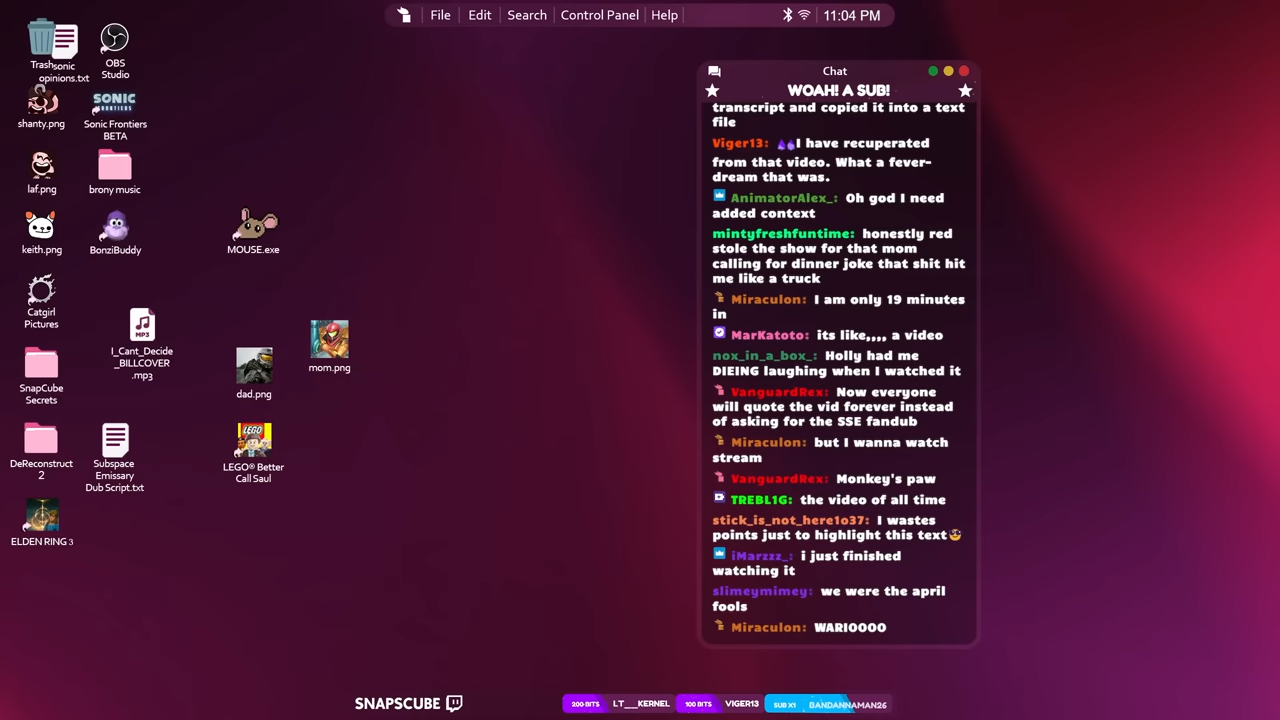 File Edit Search Control Panel Help 11:04 PM
Trash
sonic
opinions.txt
OBS
Studio
shanty.png
SONIC
FRONTIERS
Sonic Frontiers
BETA
laf.png
brony music
keith.png
BonziBuddy
MOUSE.exe
Catgirl
Pictures
MP3
I_Cant_Decide
_BILLCOVER
.mp3
dad.png
mom.png
SnapCube
Secrets
DeReconstruct
2
Subspace
Emissary
Dub Script.txt
LEGO
LEGO® Better
Call Saul
ELDEN RING 3
Chat
WOAH! A SUB!
transcript and copied it into a text
file
Viger13: I have recuperated
from that video. What a fever-
dream that was.
AnimatorAlex_: Oh god I need
added context
mintyfreshfuntime: honestly red
stole the show for that mom
calling for dinner joke that shit hit
me like a truck
Miraculon: I am only 19 minutes
in
MarKatoto: its like,,,, a video
nox_in_a_box_: Holly had me
DIEING laughing when I watched it
VanguardRex: Now everyone
will quote the vid forever instead
of asking for the SSE fandub
Miraculon: but I wanna watch
stream
VanguardRex: Monkey's paw
TREBL1G: the video of all time
stick_is_not_here1o37: I wastes
points just to highlight this text
iMarzzz_: i just finished
watching it
slimeymimey: we were the april
fools
Miraculon: WARIOOOO
SNAPSCUBE
200 BITS LT___KERNEL 100 BITS VIGER13 SUB X1 BANDANNAMAN26